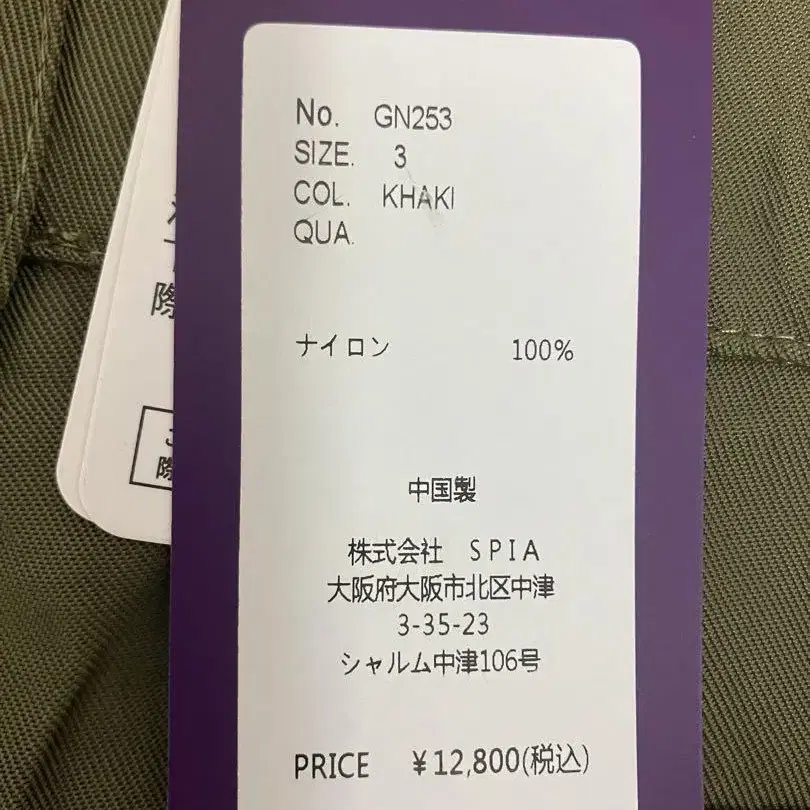 No. GN253
SIZE. 3
COL. KHAKI
QUA.
ナイロン 100%
中国製
株式会社 SPIA
大阪府大阪市北区中津
3-35-23
シャルム中津106号
PRICE ¥12,800(税込)
際
際